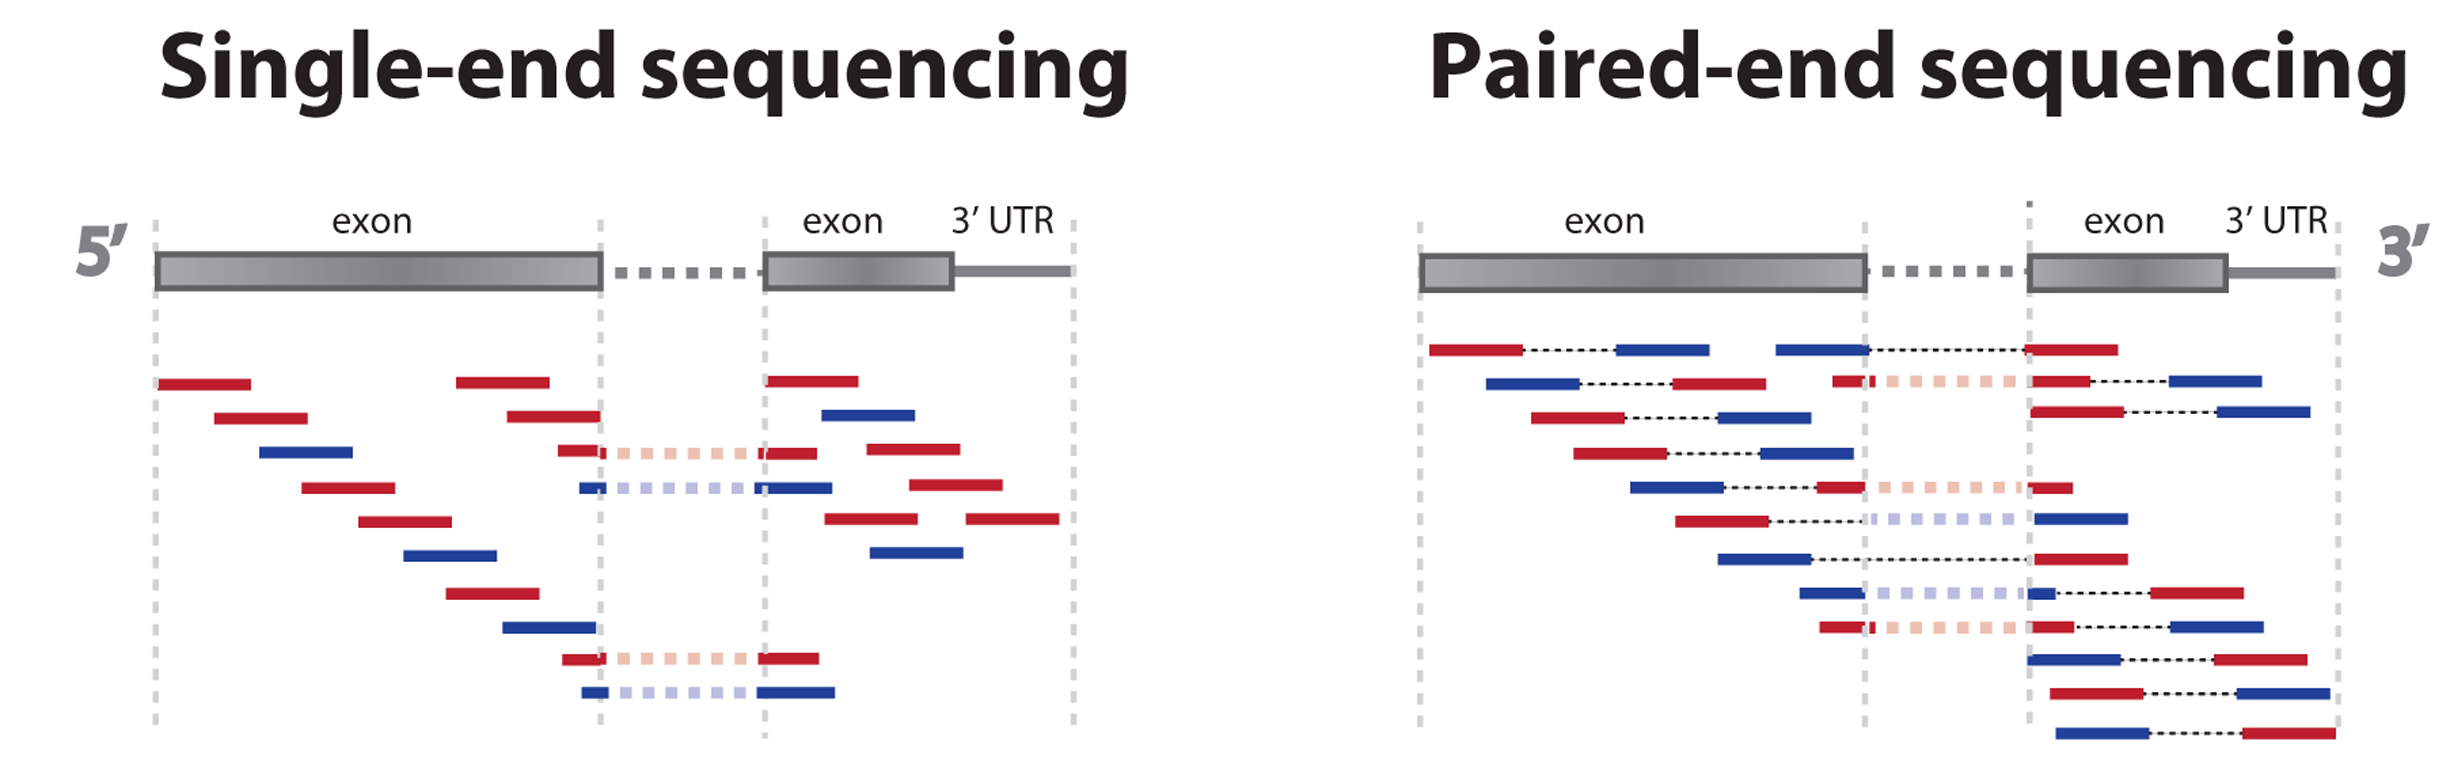 Single-end sequencing
Paired-end sequencing
5′ exon exon 3′ UTR
exon exon 3′ UTR 3′